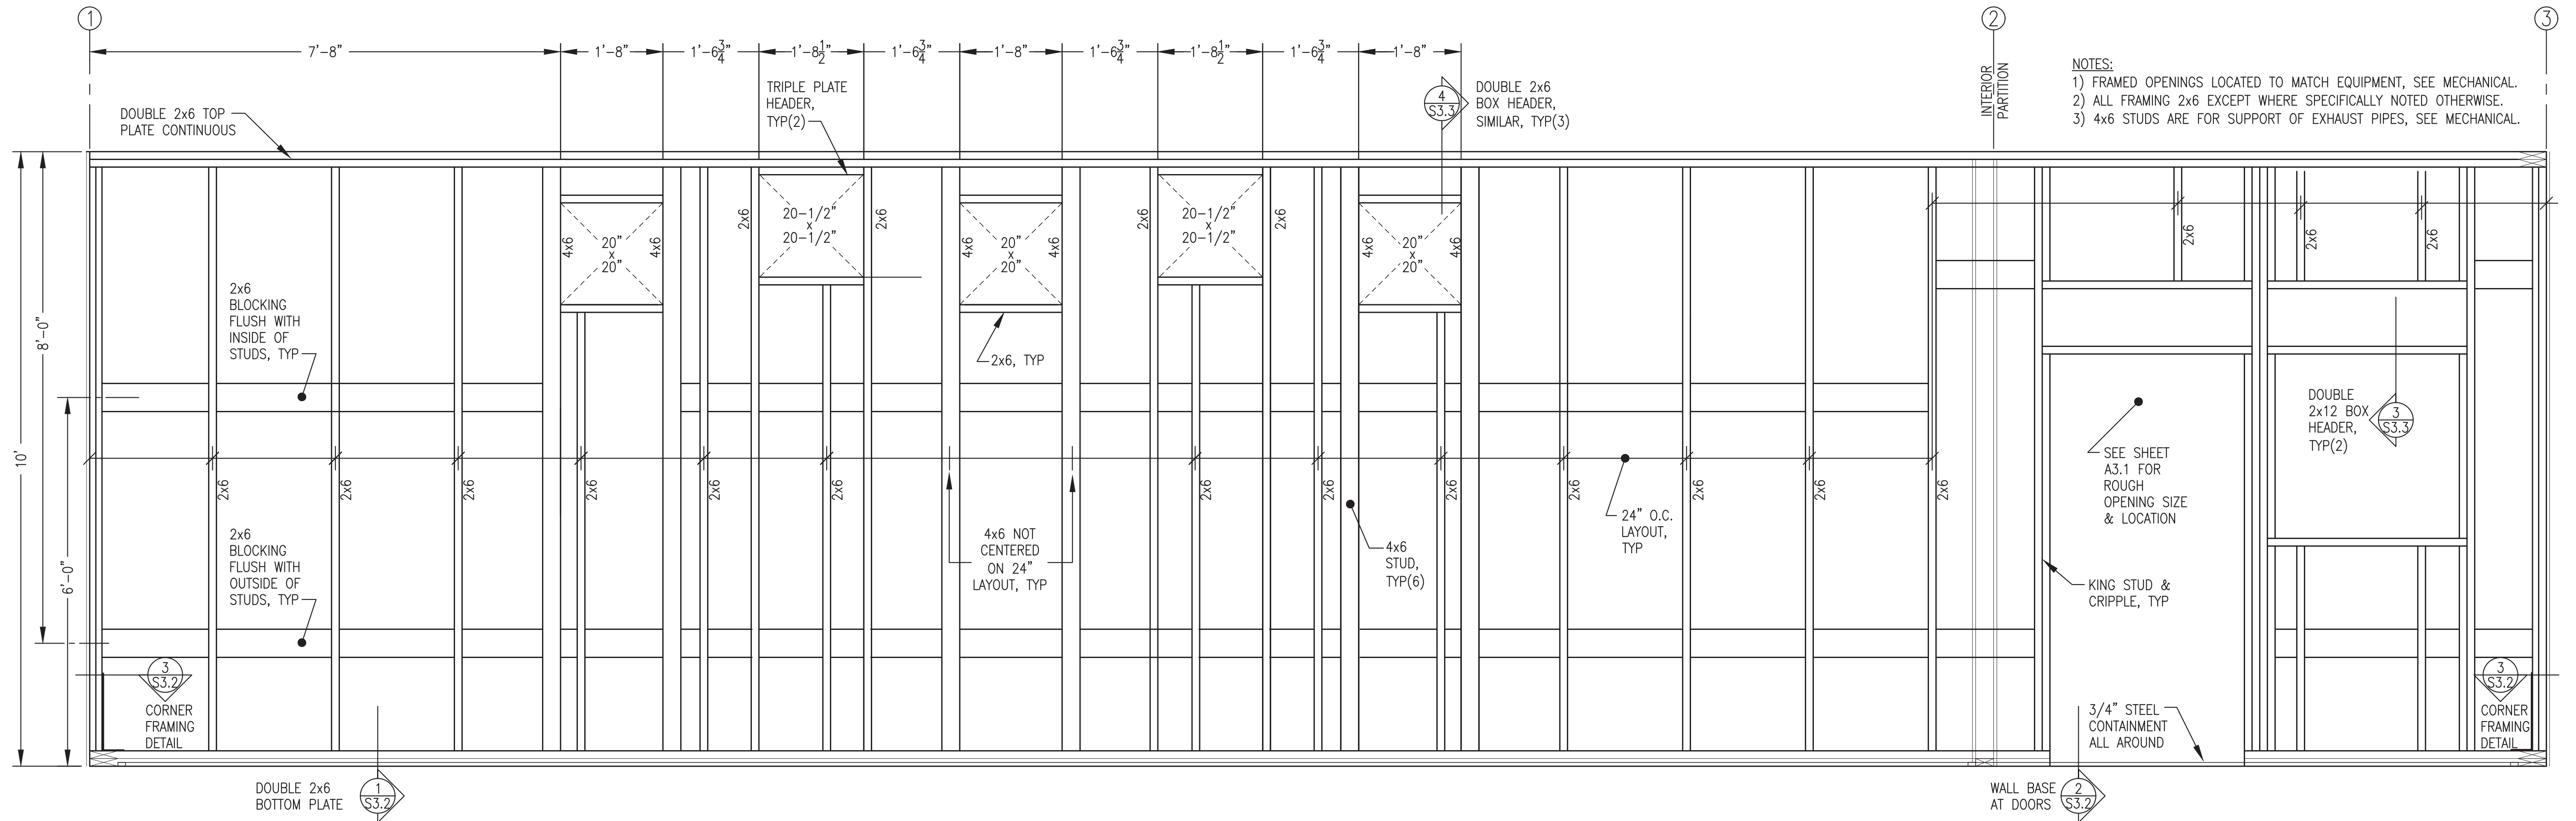 1
2
3
7'-8"
1'-8"
1'-6 3/4"
1'-8 1/2"
1'-6 3/4"
1'-8"
1'-6 3/4"
1'-8 1/2"
1'-6 3/4"
1'-8"
INTERIOR
PARTITION
NOTES:
1) FRAMED OPENINGS LOCATED TO MATCH EQUIPMENT, SEE MECHANICAL.
2) ALL FRAMING 2x6 EXCEPT WHERE SPECIFICALLY NOTED OTHERWISE.
3) 4x6 STUDS ARE FOR SUPPORT OF EXHAUST PIPES, SEE MECHANICAL.
DOUBLE 2x6 TOP
PLATE CONTINUOUS
TRIPLE PLATE
HEADER,
TYP(2)
4
S3.3
DOUBLE 2x6
BOX HEADER,
SIMILAR, TYP(3)
10'
8'-0"
6'-0"
4x6
20"
x
20"
4x6
2x6
20-1/2"
x
20-1/2"
2x6
4x6
20"
x
20"
4x6
2x6
20-1/2"
x
20-1/2"
2x6
4x6
20"
x
20"
4x6
2x6
2x6
2x6
2x6
BLOCKING
FLUSH WITH
INSIDE OF
STUDS, TYP
2x6, TYP
DOUBLE
2x12 BOX
HEADER,
TYP(2)
3
S3.3
2x6
2x6
2x6
2x6
2x6
2x6
2x6
2x6
2x6
2x6
2x6
2x6
2x6
2x6
BLOCKING
FLUSH WITH
OUTSIDE OF
STUDS, TYP
4x6 NOT
CENTERED
ON 24"
LAYOUT, TYP
4x6
STUD,
TYP(6)
24" O.C.
LAYOUT,
TYP
SEE SHEET
A3.1 FOR
ROUGH
OPENING SIZE
& LOCATION
KING STUD &
CRIPPLE, TYP
3
S3.2
CORNER
FRAMING
DETAIL
3/4" STEEL
CONTAINMENT
ALL AROUND
3
S3.2
CORNER
FRAMING
DETAIL
DOUBLE 2x6
BOTTOM PLATE
1
S3.2
WALL BASE
AT DOORS
2
S3.2